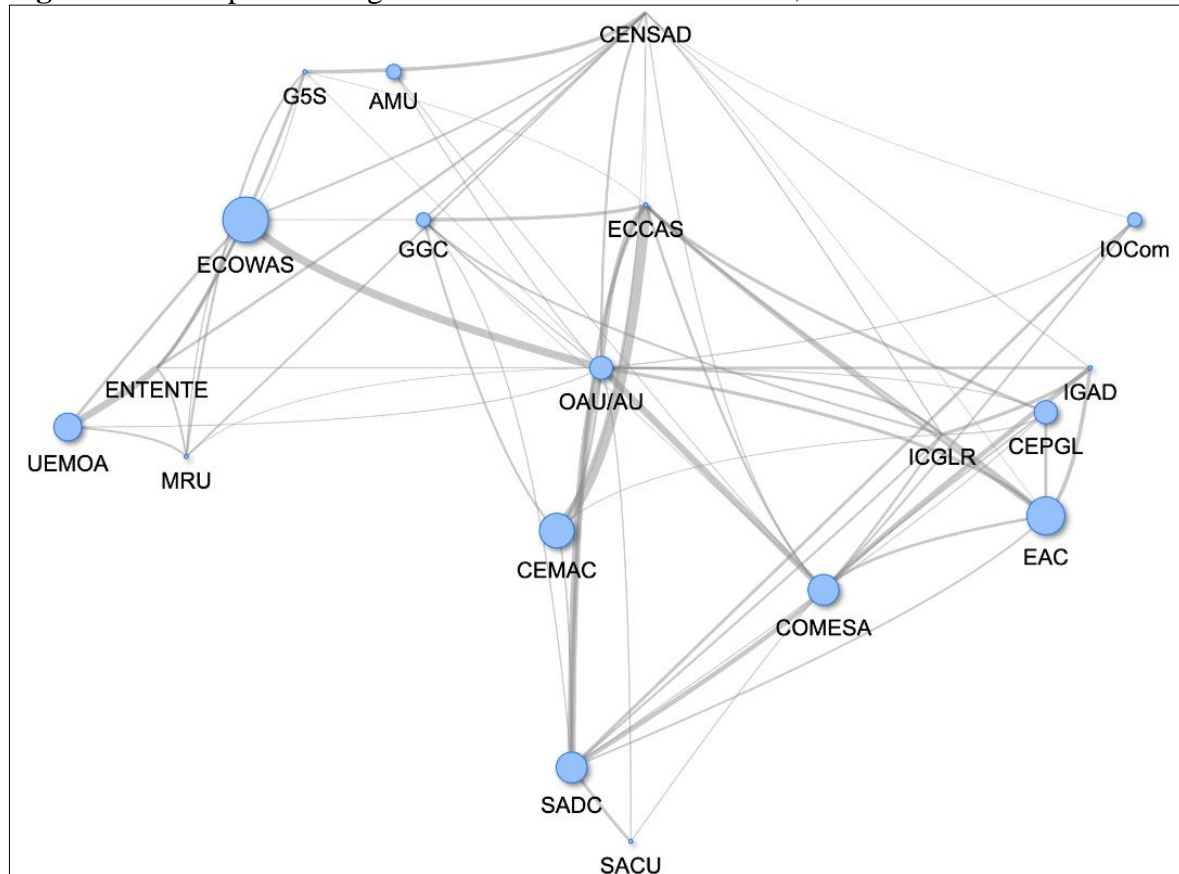 CENSAD
G5S
AMU
ECOWAS
GGC
ECCAS
IOCom
ENTENTE
OAU/AU
IGAD
UEMOA
MRU
ICGLR
CEPGL
CEMAC
EAC
COMESA
SADC
SACU